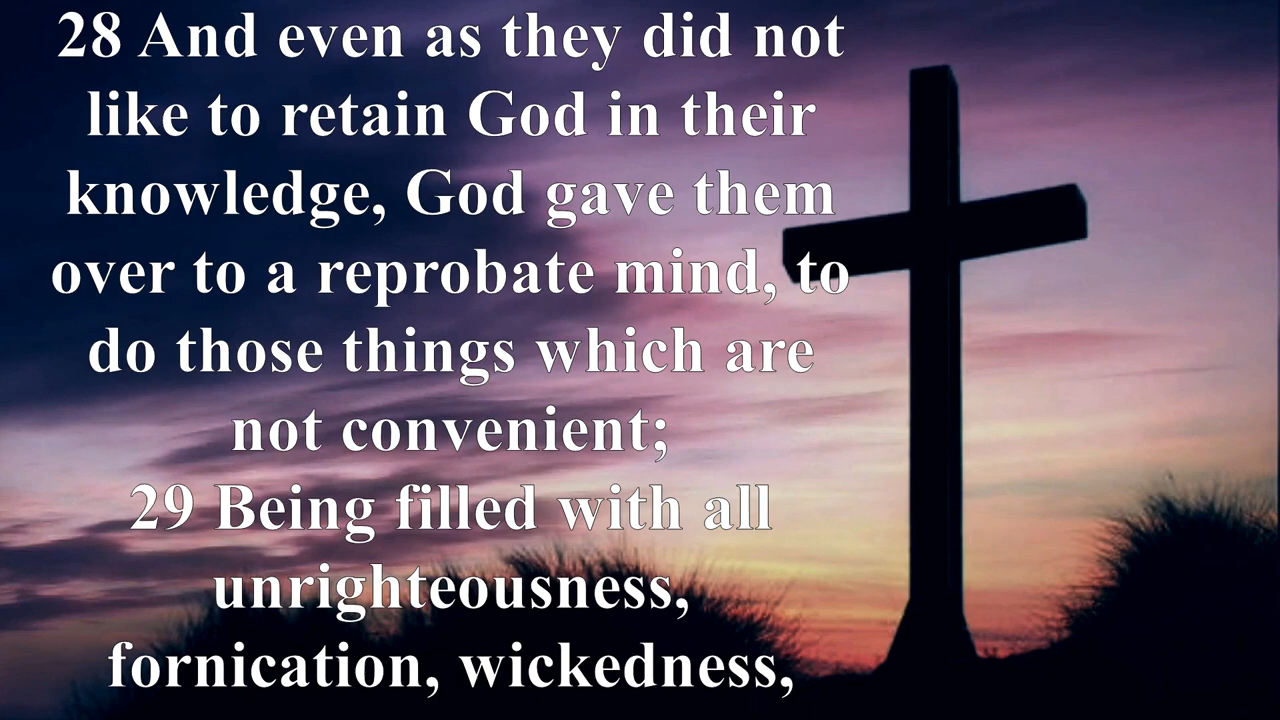 28 And even as they did not
like to retain God in their
knowledge, God gave them
over to a reprobate mind, to
do those things which are
not convenient;
29 Being filled with all
unrighteousness,
fornication, wickedness,